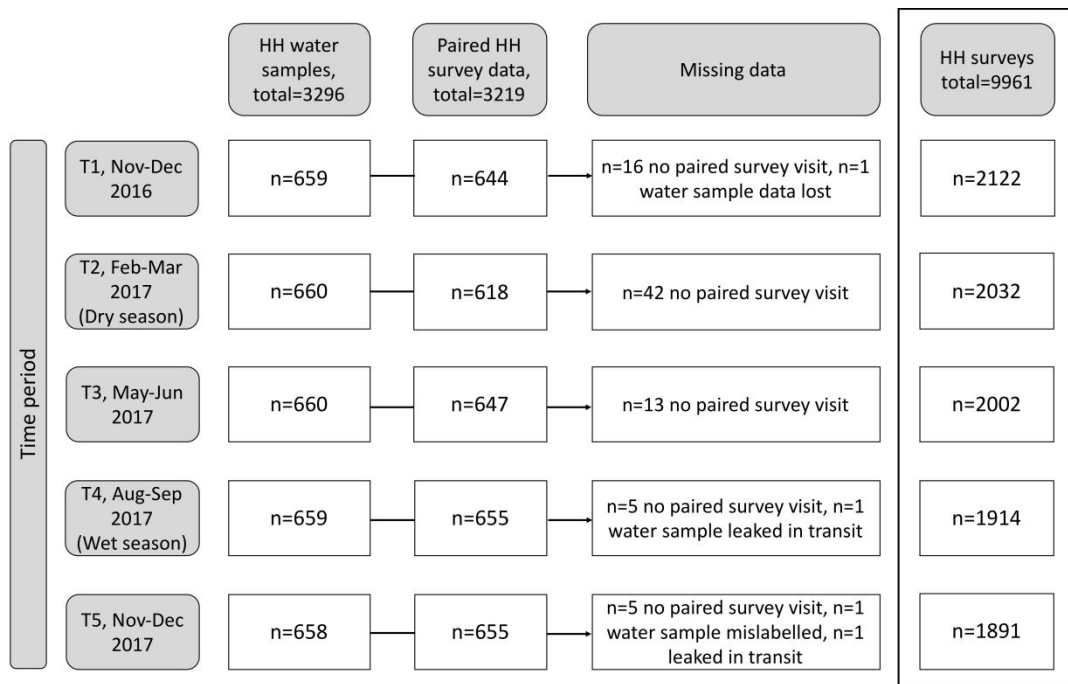 HH water
samples,
total=3296
Paired HH
survey data,
total=3219
Missing data
HH surveys
total=9961
Time period
T1, Nov-Dec
2016
n=659
n=644
n=16 no paired survey visit, n=1
water sample data lost
n=2122
T2, Feb-Mar
2017
(Dry season)
n=660
n=618
n=42 no paired survey visit
n=2032
T3, May-Jun
2017
n=660
n=647
n=13 no paired survey visit
n=2002
T4, Aug-Sep
2017
(Wet season)
n=659
n=655
n=5 no paired survey visit, n=1
water sample leaked in transit
n=1914
T5, Nov-Dec
2017
n=658
n=655
n=5 no paired survey visit, n=1
water sample mislabelled, n=1
leaked in transit
n=1891